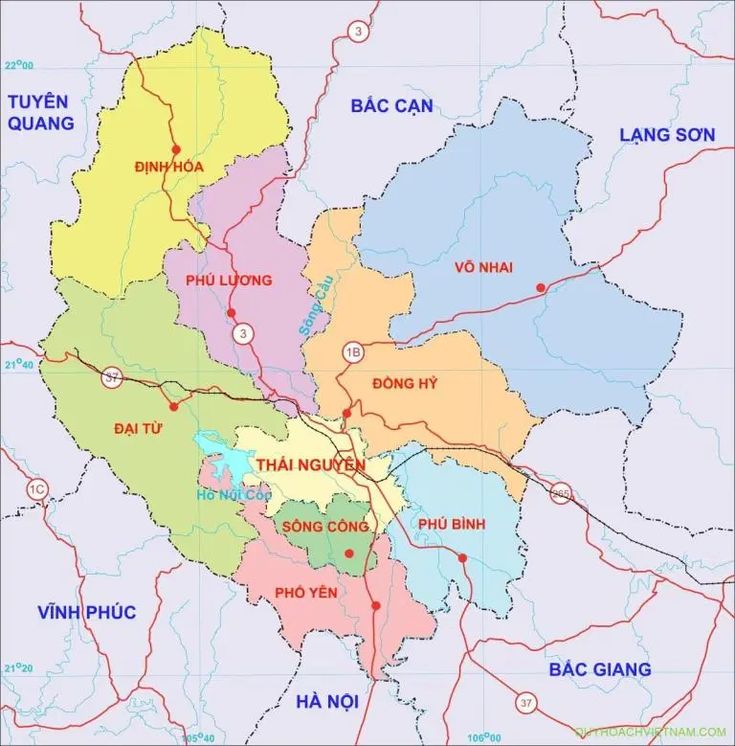 3
22°00
TUYÊN
QUANG
BẮC CẠN
LẠNG SƠN
ĐỊNH HÓA
VÕ NHAI
PHÚ LƯƠNG
Sông Cầu
3
1B
21°40
37
ĐỒNG HỶ
ĐẠI TỪ
THÁI NGUYÊN
1C
Hồ Núi Cốc
265
SÔNG CÔNG
PHÚ BÌNH
PHỔ YÊN
VĨNH PHÚC
21°20
BẮC GIANG
HÀ NỘI
37
105°40
106°00
QUYHOACHVIETNAM.COM